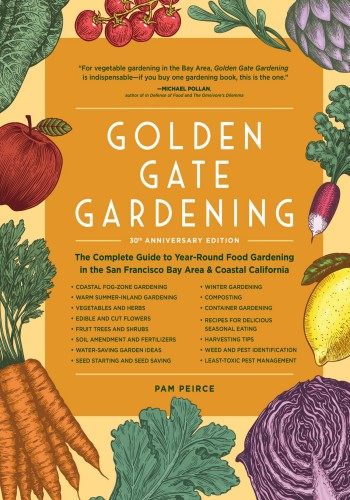 "For vegetable gardening in the Bay Area, Golden Gate Gardening
is indispensable—if you buy one gardening book, this is the one."
—MICHAEL POLLAN,
author of In Defense of Food and The Omnivore's Dilemma
GOLDEN
GATE
GARDENING
30TH ANNIVERSARY EDITION
The Complete Guide to Year-Round Food Gardening
in the San Francisco Bay Area & Coastal California
• COASTAL FOG-ZONE GARDENING
• WARM SUMMER-INLAND GARDENING
• VEGETABLES AND HERBS
• EDIBLE AND CUT FLOWERS
• FRUIT TREES AND SHRUBS
• SOIL AMENDMENT AND FERTILIZERS
• WATER-SAVING GARDEN IDEAS
• SEED STARTING AND SEED SAVING
• WINTER GARDENING
• COMPOSTING
• CONTAINER GARDENING
• RECIPES FOR DELICIOUS
SEASONAL EATING
• HARVESTING TIPS
• WEED AND PEST IDENTIFICATION
• LEAST-TOXIC PEST MANAGEMENT
PAM PEIRCE